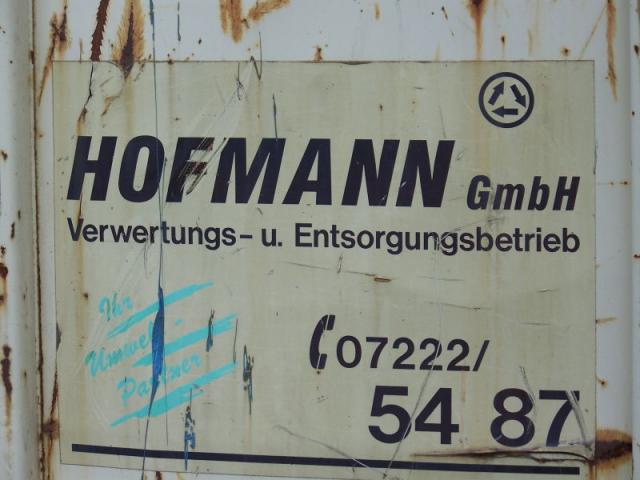 HOFMANN GmbH
Verwertungs- u. Entsorgungsbetrieb
Ihr
Umwelt-
Partner
07222/
54 87